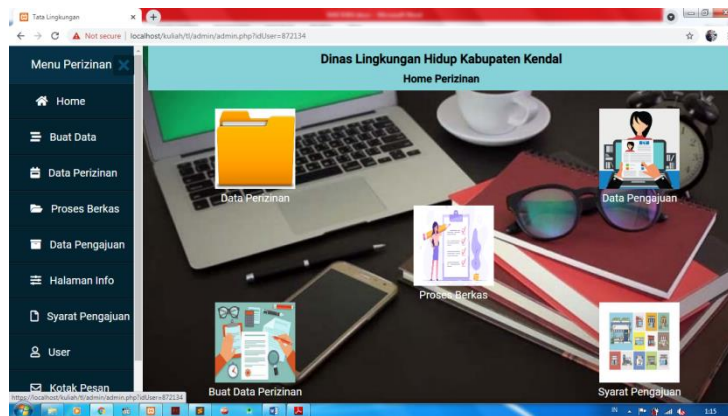 Tata Lingkungan
Not secure | localhost/kuliah/tl/admin/admin.php?idUser=872134
Menu Perizinan
Dinas Lingkungan Hidup Kabupaten Kendal
Home Perizinan
Home
Buat Data
Data Perizinan
Proses Berkas
Data Pengajuan
Halaman Info
Syarat Pengajuan
User
Kotak Pesan
Data Perizinan
Data Pengajuan
Proses Berkas
Buat Data Perizinan
Syarat Pengajuan
https://localhost/kuliah/tl/admin/admin.php?idUser=872134
IN
1:15